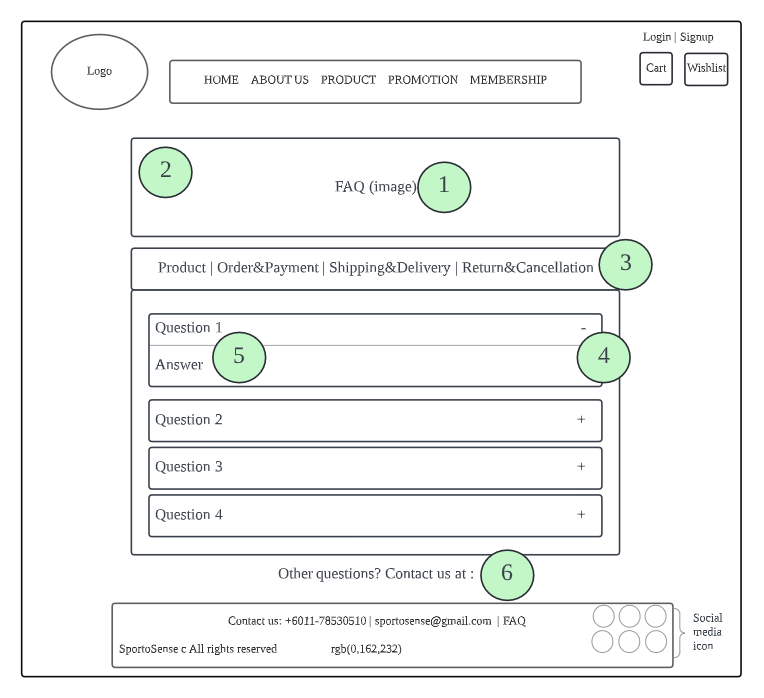 Login | Signup
Logo
Cart
Wishlist
HOME ABOUT US PRODUCT PROMOTION MEMBERSHIP
2
FAQ (image)
1
Product | Order&Payment | Shipping&Delivery | Return&Cancellation
3
Question 1 -
Answer
5
4
Question 2 +
Question 3 +
Question 4 +
Other questions? Contact us at :
6
Contact us: +6011-78530510 | sportosense@gmail.com | FAQ
Social
media
icon
SportoSense c All rights reserved rgb(0,162,232)